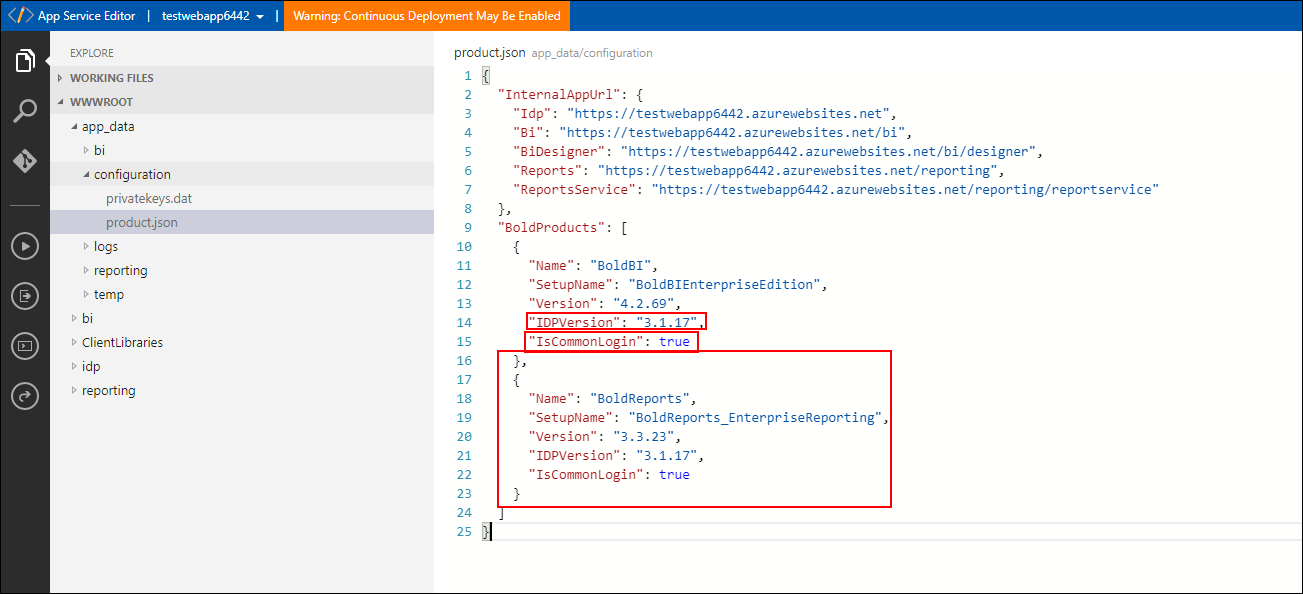 App Service Editor | testwebapp6442 | Warning: Continuous Deployment May Be Enabled
EXPLORE
WORKING FILES
WWWROOT
app_data
bi
configuration
privatekeys.dat
product.json
logs
reporting
temp
bi
ClientLibraries
idp
reporting
product.json app_data/configuration
1 {
2 "InternalAppUrl": {
3 "Idp": "https://testwebapp6442.azurewebsites.net",
4 "Bi": "https://testwebapp6442.azurewebsites.net/bi",
5 "BiDesigner": "https://testwebapp6442.azurewebsites.net/bi/designer",
6 "Reports": "https://testwebapp6442.azurewebsites.net/reporting",
7 "ReportsService": "https://testwebapp6442.azurewebsites.net/reporting/reportservice"
8 },
9 "BoldProducts": [
10 {
11 "Name": "BoldBI",
12 "SetupName": "BoldBIEnterpriseEdition",
13 "Version": "4.2.69",
14 "IDPVersion": "3.1.17",
15 "IsCommonLogin": true
16 },
17 {
18 "Name": "BoldReports",
19 "SetupName": "BoldReports_EnterpriseReporting",
20 "Version": "3.3.23",
21 "IDPVersion": "3.1.17",
22 "IsCommonLogin": true
23 }
24 ]
25 }